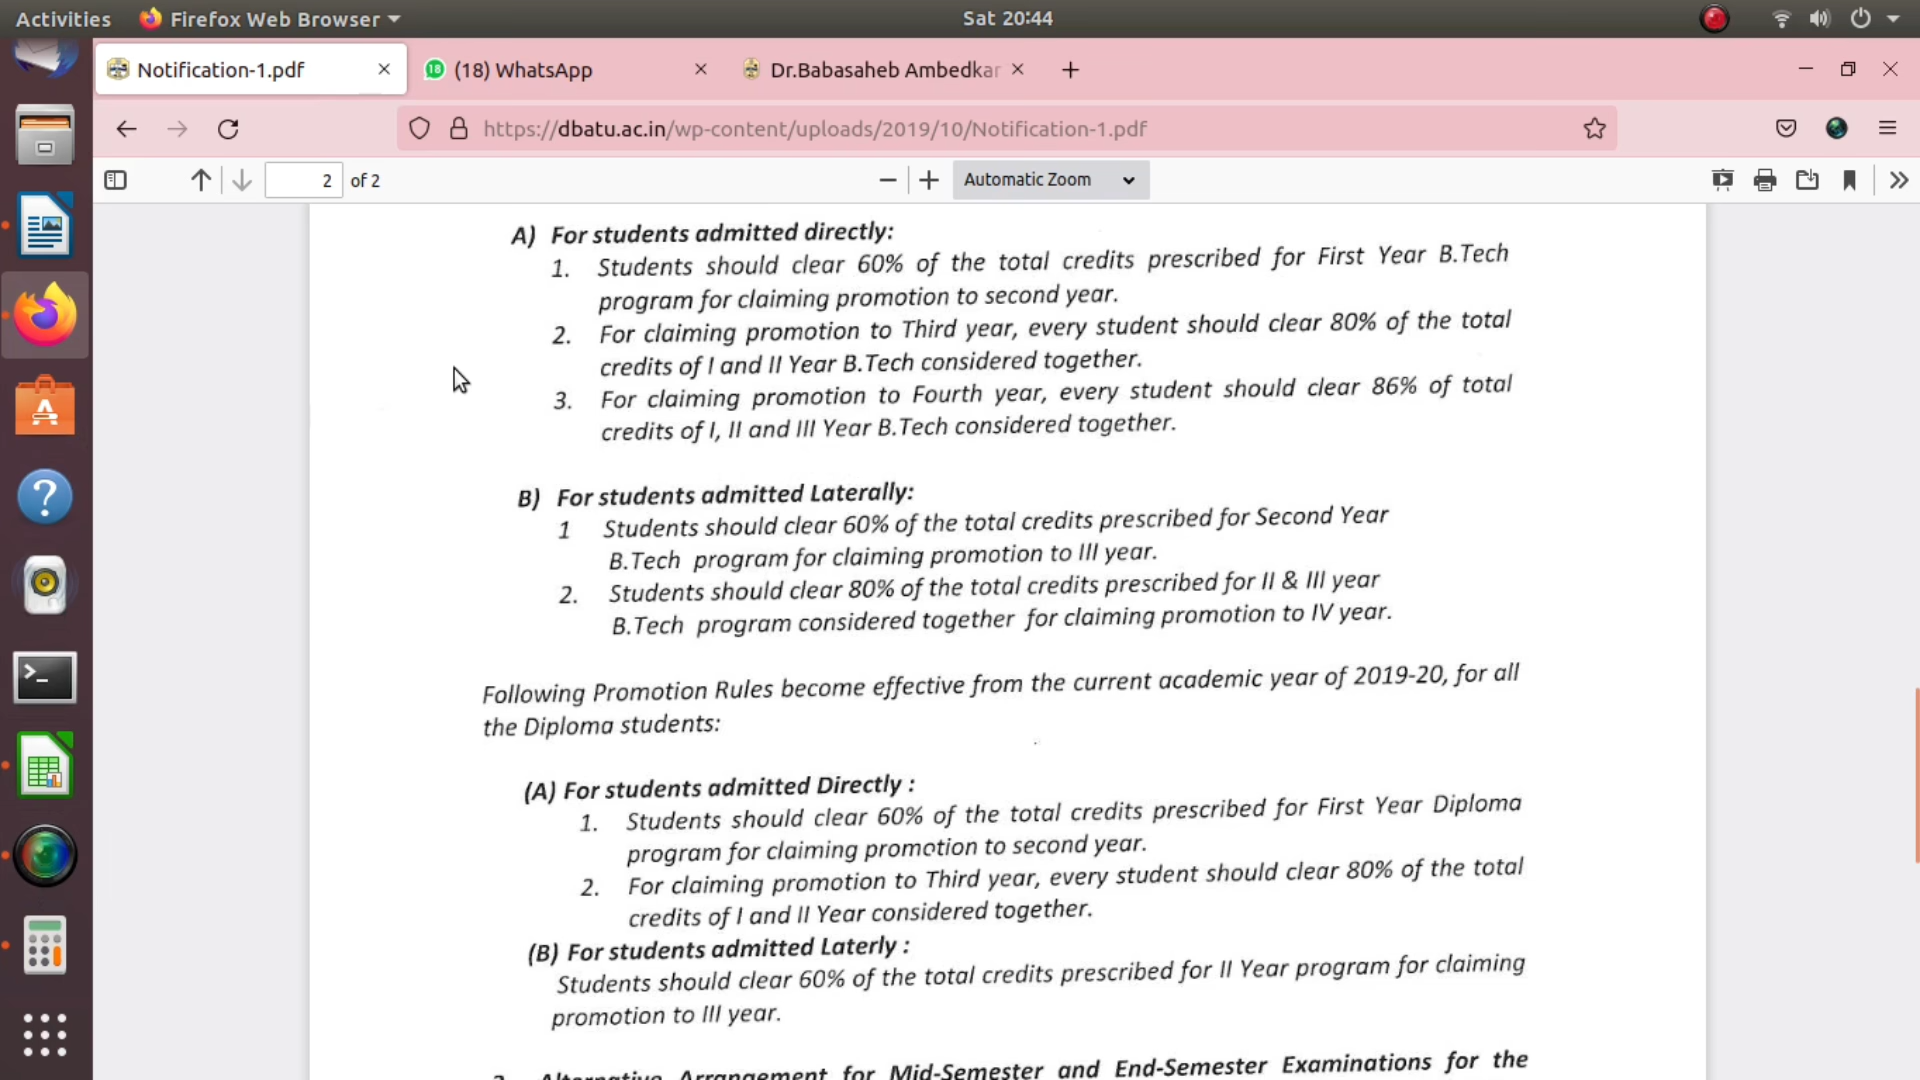 Activities Firefox Web Browser Sat 20:44
Notification-1.pdf (18) WhatsApp Dr.Babasaheb Ambedkar
https://dbatu.ac.in/wp-content/uploads/2019/10/Notification-1.pdf
2 of 2 Automatic Zoom
A) For students admitted directly:
1. Students should clear 60% of the total credits prescribed for First Year B.Tech
program for claiming promotion to second year.
2. For claiming promotion to Third year, every student should clear 80% of the total
credits of I and II Year B.Tech considered together.
3. For claiming promotion to Fourth year, every student should clear 86% of total
credits of I, II and III Year B.Tech considered together.
B) For students admitted Laterally:
1 Students should clear 60% of the total credits prescribed for Second Year
B.Tech program for claiming promotion to III year.
2. Students should clear 80% of the total credits prescribed for II & III year
B.Tech program considered together for claiming promotion to IV year.
Following Promotion Rules become effective from the current academic year of 2019-20, for all
the Diploma students:
(A) For students admitted Directly :
1. Students should clear 60% of the total credits prescribed for First Year Diploma
program for claiming promotion to second year.
2. For claiming promotion to Third year, every student should clear 80% of the total
credits of I and II Year considered together.
(B) For students admitted Laterly :
Students should clear 60% of the total credits prescribed for II Year program for claiming
promotion to III year.
Alternative Arrangement for Mid-Semester and End-Semester Examinations for the